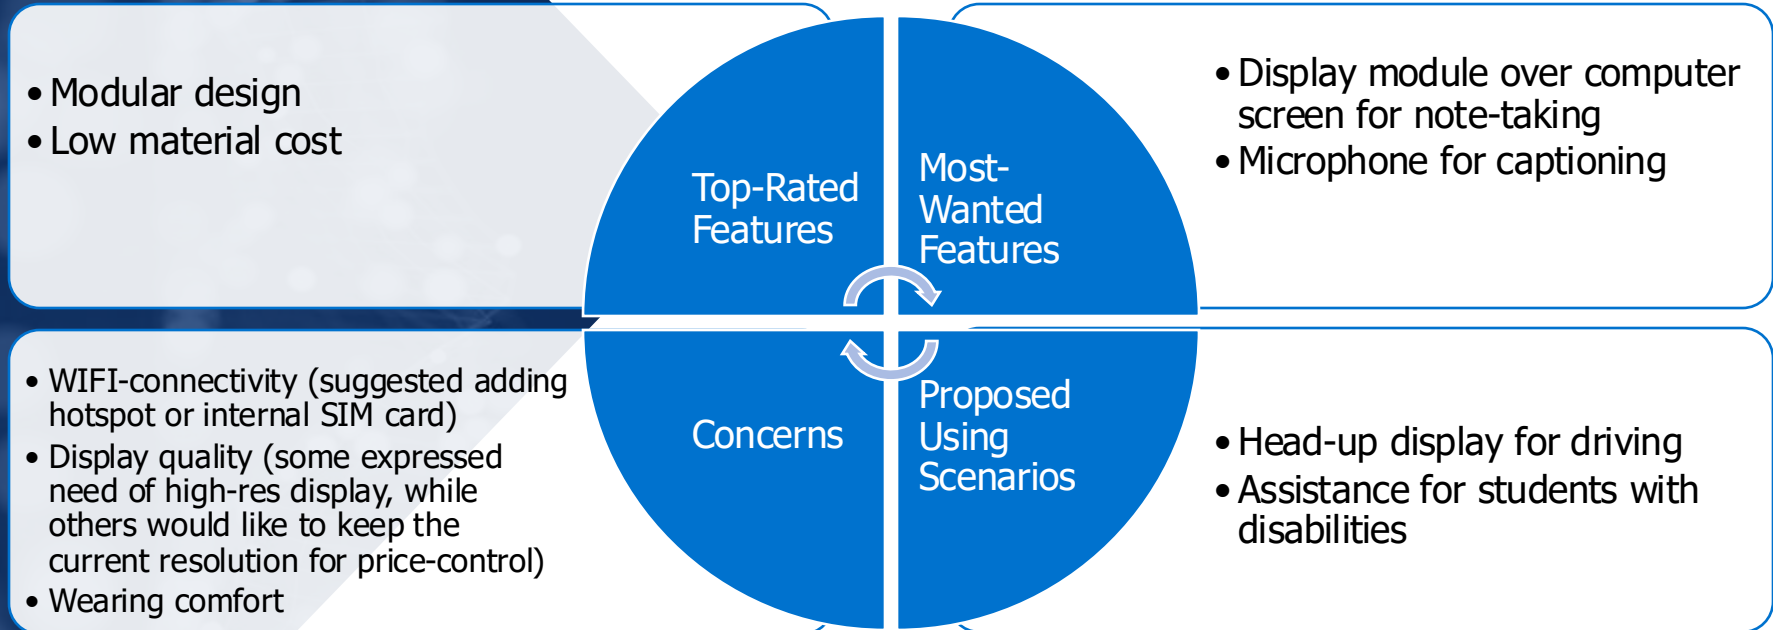 • Modular design
• Low material cost
Top-Rated
Features
Most-
Wanted
Features
• Display module over computer
screen for note-taking
• Microphone for captioning
• WIFI-connectivity (suggested adding
hotspot or internal SIM card)
• Display quality (some expressed
need of high-res display, while
others would like to keep the
current resolution for price-control)
• Wearing comfort
Concerns
Proposed
Using
Scenarios
• Head-up display for driving
• Assistance for students with
disabilities